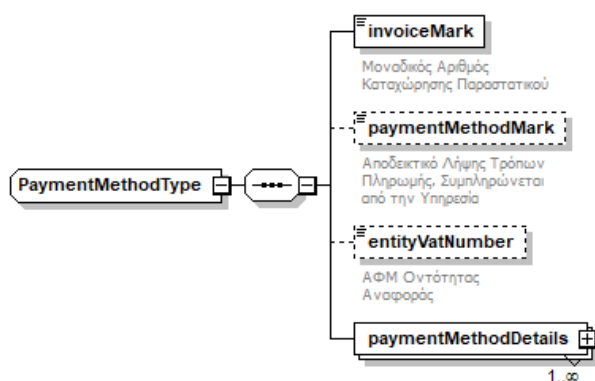 invoiceMark
Μοναδικός Αριθμός
Καταχώρησης Παραστατικού
paymentMethodMark
Αποδεικτικό Λήψης Τρόπων
Πληρωμής. Συμπληρώνεται
από την Υπηρεσία
PaymentMethodType
entityVatNumber
ΑΦΜ Οντότητας
Αναφοράς
paymentMethodDetails
1..∞